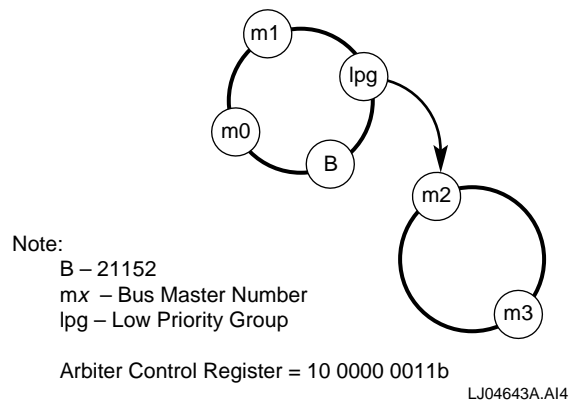 m1
lpg
m0
B
m2
m3
Note:
B – 21152
mx – Bus Master Number
lpg – Low Priority Group
Arbiter Control Register = 10 0000 0011b
LJ04643A.AI4